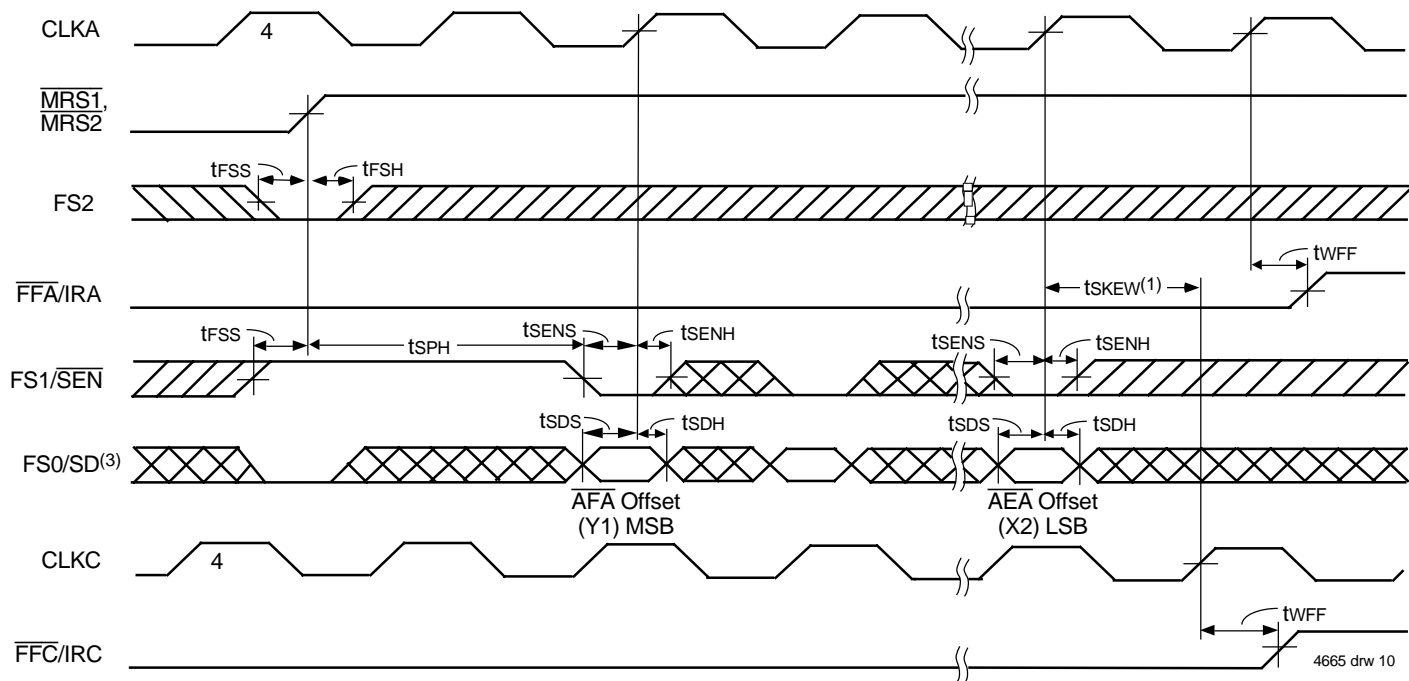 CLKA
4
MRS1,
MRS2
tFSS
tFSH
FS2
tWFF
FFA/IRA
tSKEW(1)
tFSS
tSPH
tSENS
tSENH
tSENS
tSENH
FS1/SEN
tSDS
tSDH
tSDS
tSDH
FS0/SD(3)
AFA Offset
(Y1) MSB
AEA Offset
(X2) LSB
CLKC
4
tWFF
FFC/IRC
4665 drw 10